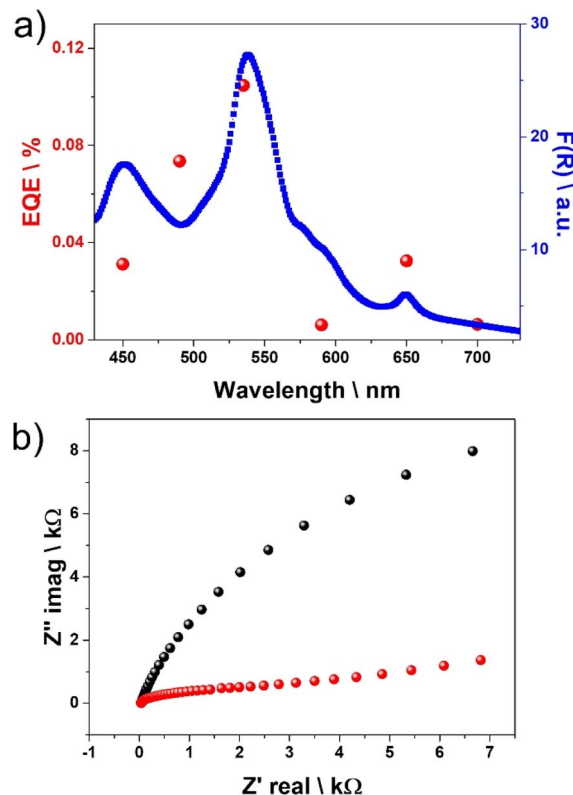 a)
0.12
0.08
0.04
0.00
EQE \ %
30
20
10
F(R) \ a.u.
450 500 550 600 650 700
Wavelength \ nm
b)
8
6
4
2
0
Z" imag \ kΩ
-1 0 1 2 3 4 5 6 7
Z' real \ kΩ